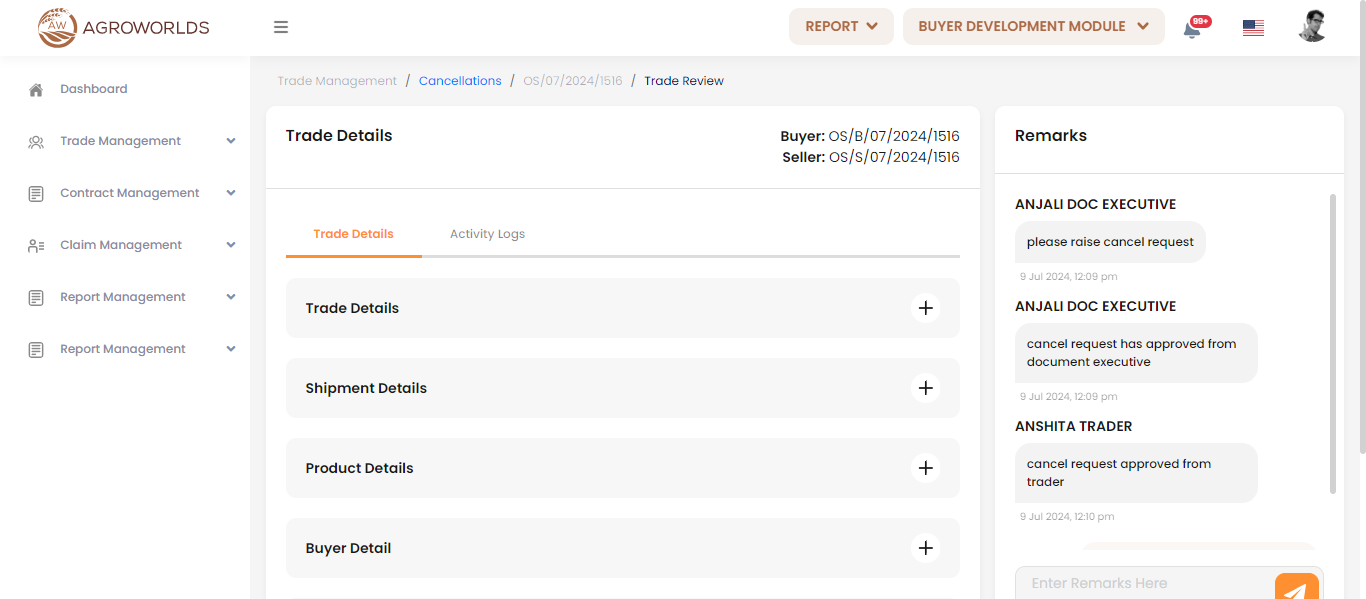 AW
AGROWORLDS
REPORT
BUYER DEVELOPMENT MODULE
99+
Dashboard
Trade Management
Contract Management
Claim Management
Report Management
Report Management
Trade Management / Cancellations / OS/07/2024/1516 / Trade Review
Trade Details
Buyer: OS/B/07/2024/1516
Seller: OS/S/07/2024/1516
Trade Details
Activity Logs
Trade Details
Shipment Details
Product Details
Buyer Detail
Remarks
ANJALI DOC EXECUTIVE
please raise cancel request
9 Jul 2024, 12:09 pm
ANJALI DOC EXECUTIVE
cancel request has approved from
document executive
9 Jul 2024, 12:09 pm
ANSHITA TRADER
cancel request approved from
trader
9 Jul 2024, 12:10 pm
Enter Remarks Here